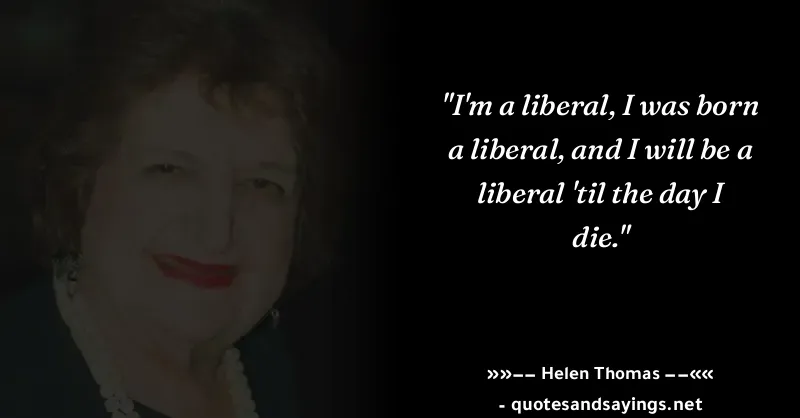 "I'm a liberal, I was born
a liberal, and I will be a
liberal 'til the day I
die."
»»−− Helen Thomas −−««
- quotesandsayings.net